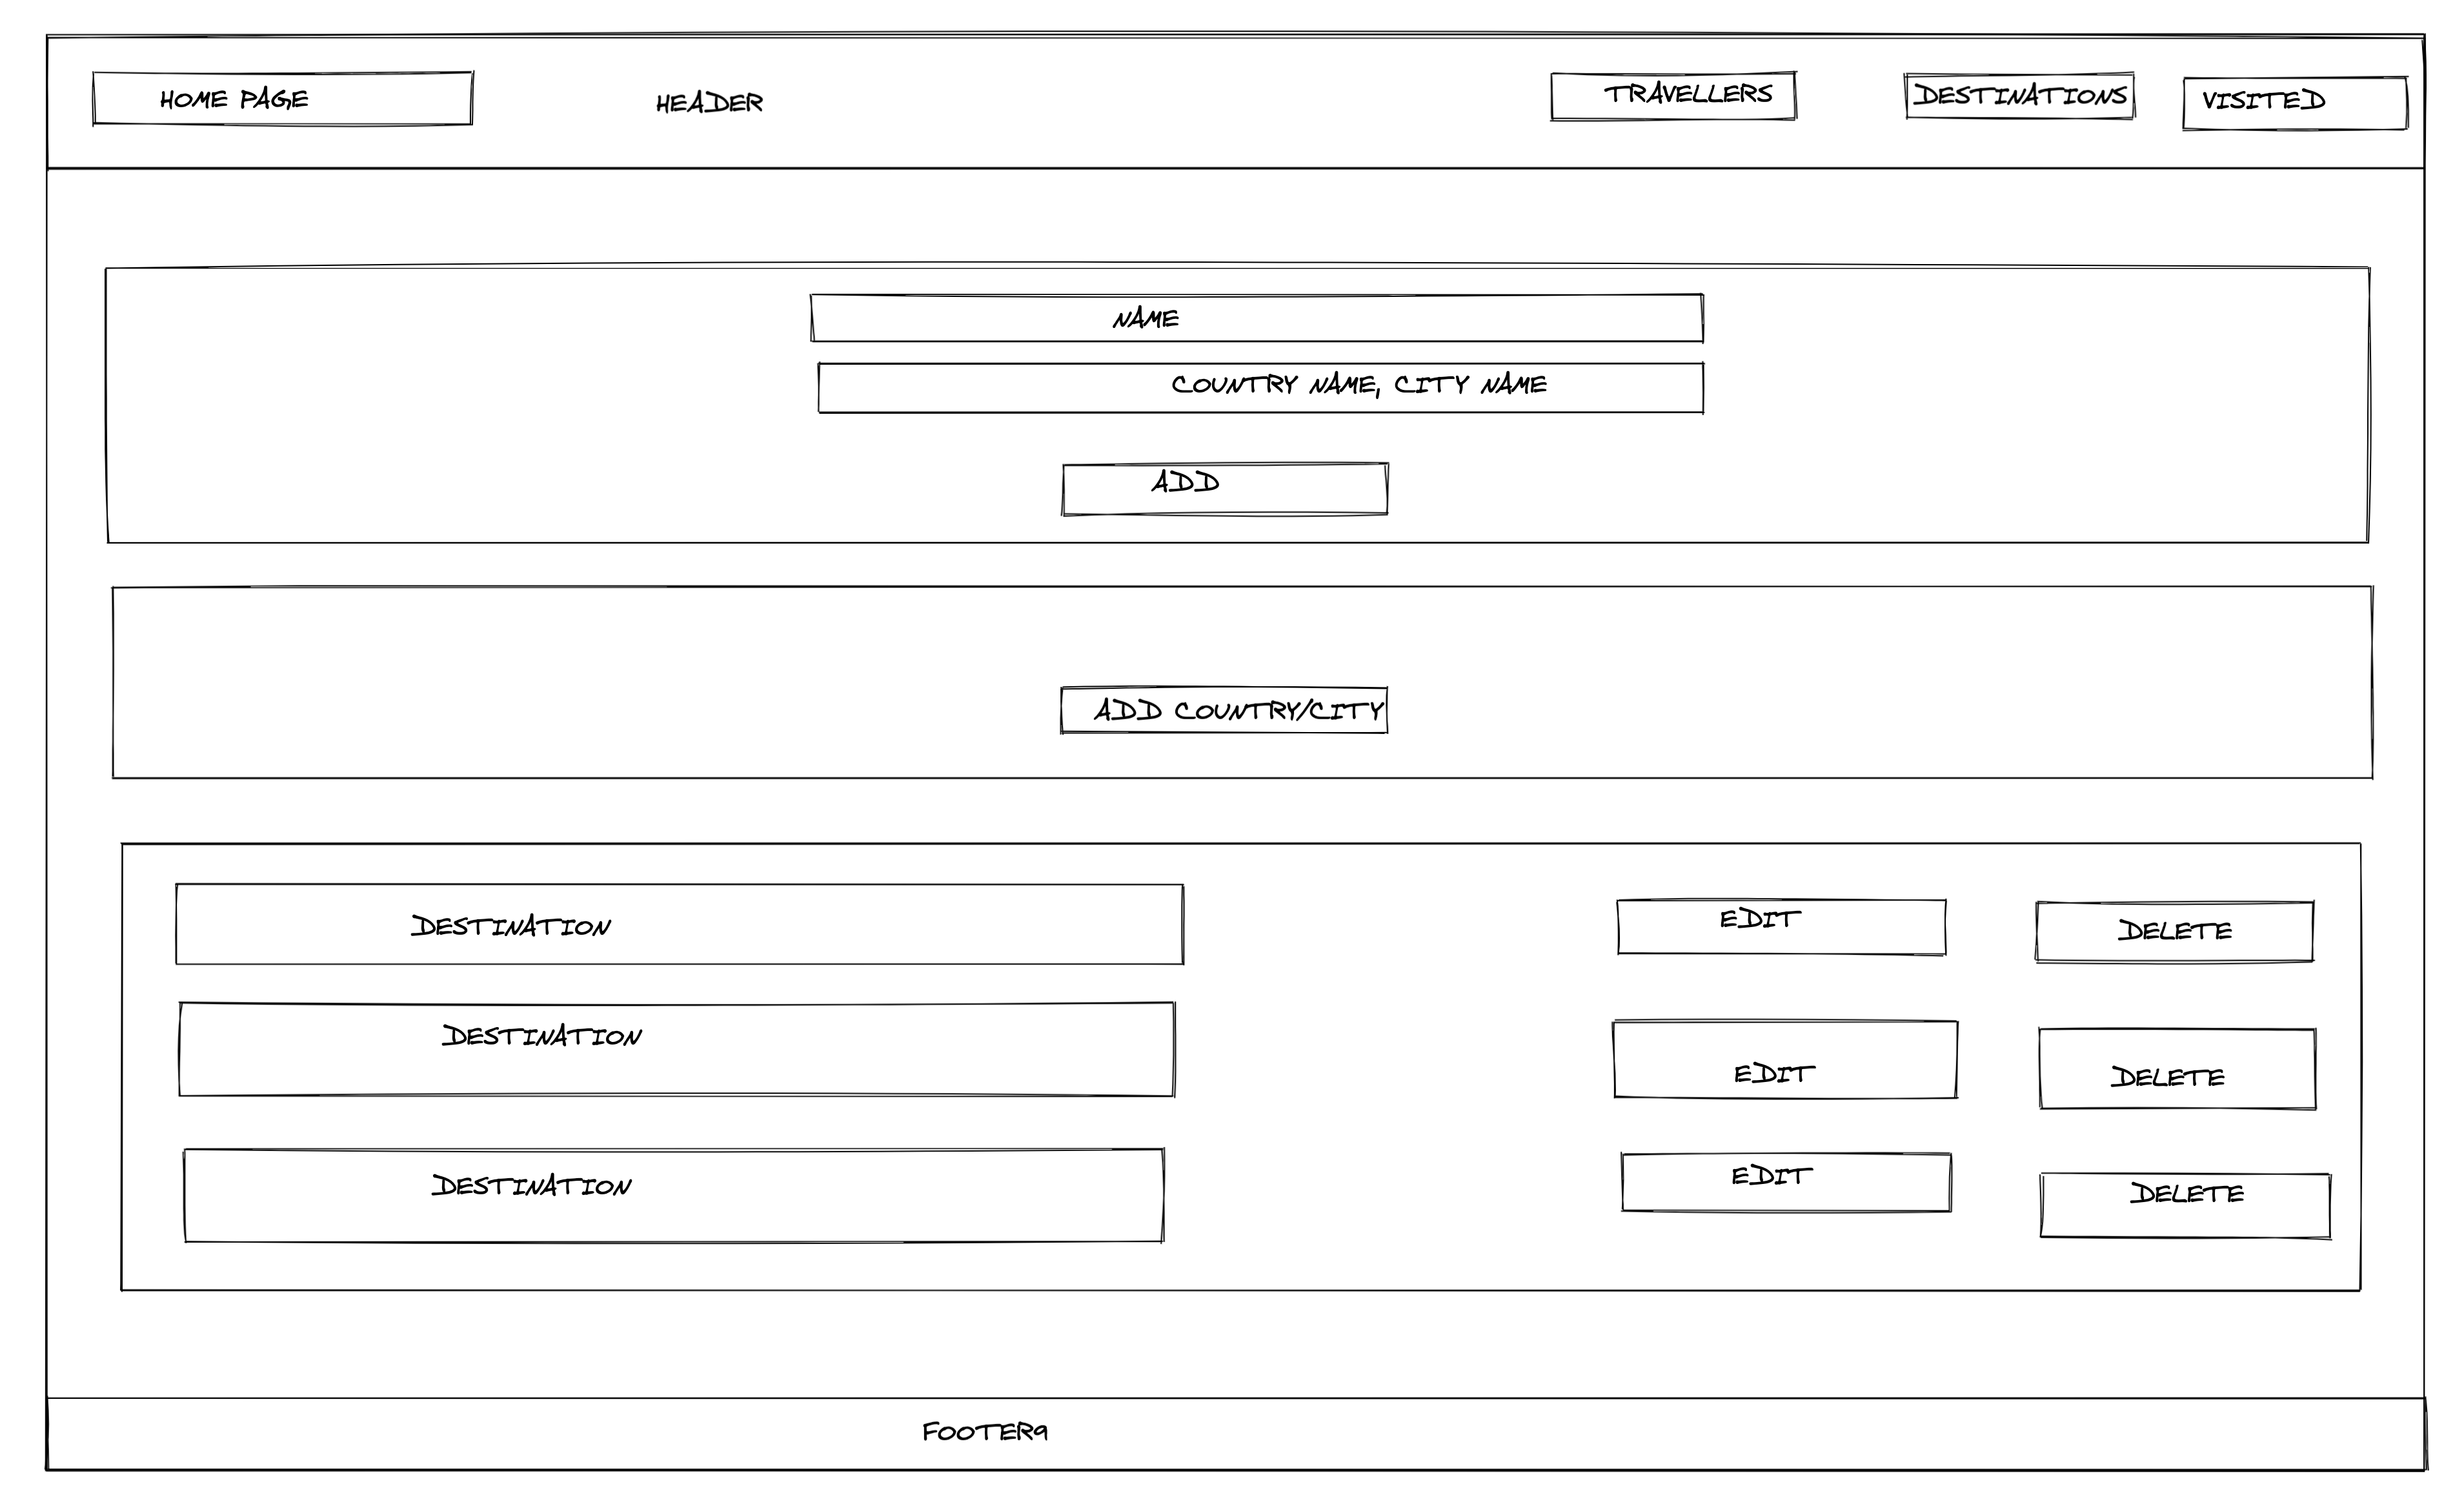 HOME PAGE
HEADER
TRAVELLERS
DESTINATIONS
VISITED
NAME
COUNTRY NAME, CITY NAME
ADD
ADD COUNTRY/CITY
DESTINATION
EDIT
DELETE
DESTINATION
EDIT
DELETE
DESTINATION
EDIT
DELETE
FOOTER9